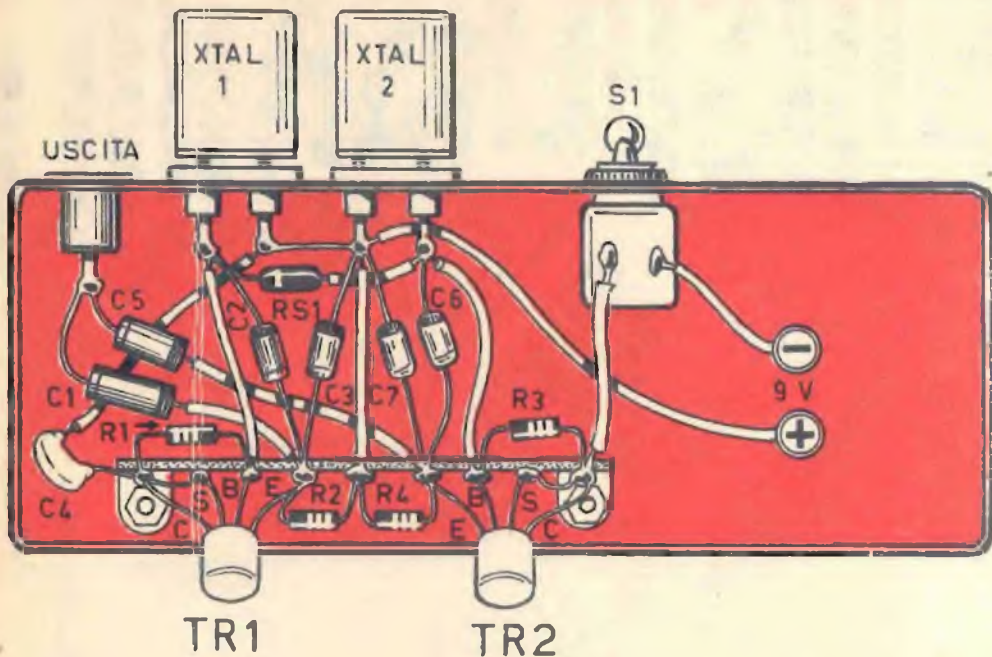 XTAL
1
XTAL
2
S1
USCITA
C5
C2
RS1
C6
C1
C3
C7
9 V
−
+
R1
R3
C4
S
B
E
R2
R4
B
S
C
E
C
TR1
TR2